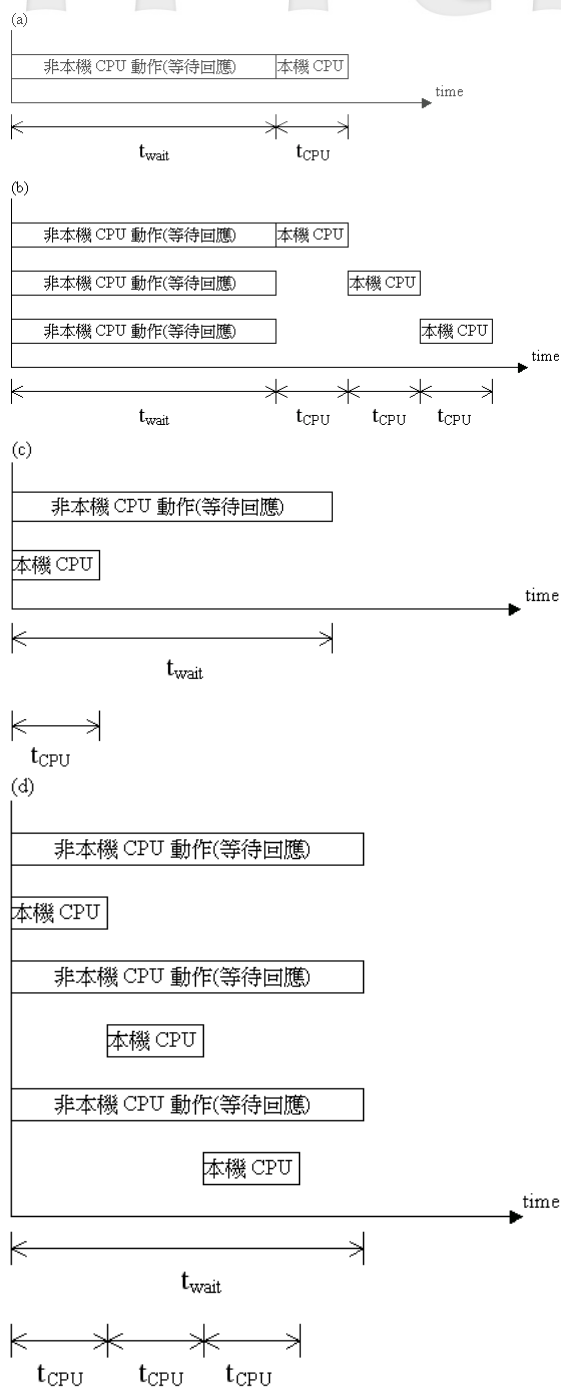 (a)
非本機 CPU 動作(等待回應)
本機 CPU
time
twait
tCPU
(b)
非本機 CPU 動作(等待回應)
本機 CPU
非本機 CPU 動作(等待回應)
本機 CPU
非本機 CPU 動作(等待回應)
本機 CPU
time
twait
tCPU
tCPU
tCPU
(c)
非本機 CPU 動作(等待回應)
本機 CPU
time
twait
tCPU
(d)
非本機 CPU 動作(等待回應)
本機 CPU
非本機 CPU 動作(等待回應)
本機 CPU
非本機 CPU 動作(等待回應)
本機 CPU
time
twait
tCPU
tCPU
tCPU